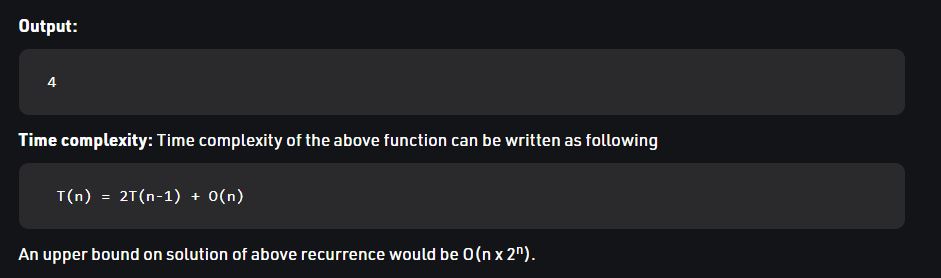 Output:
4
Time complexity: Time complexity of the above function can be written as following
T(n) = 2T(n-1) + O(n)
An upper bound on solution of above recurrence would be O(n x 2ⁿ).